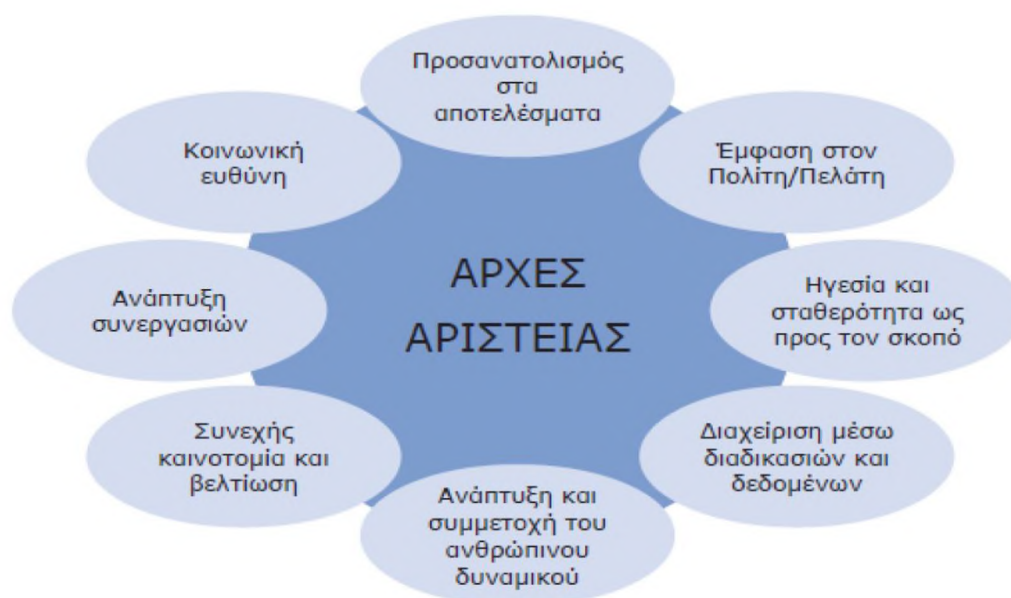 Προσανατολισμός
στα
αποτελέσματα
Έμφαση στον
Πολίτη/Πελάτη
Ηγεσία και
σταθερότητα ως
προς τον σκοπό
Διαχείριση μέσω
διαδικασιών και
δεδομένων
Ανάπτυξη και
συμμετοχή του
ανθρώπινου
δυναμικού
Συνεχής
καινοτομία και
βελτίωση
Ανάπτυξη
συνεργασιών
Κοινωνική
ευθύνη
ΑΡΧΕΣ
ΑΡΙΣΤΕΙΑΣ